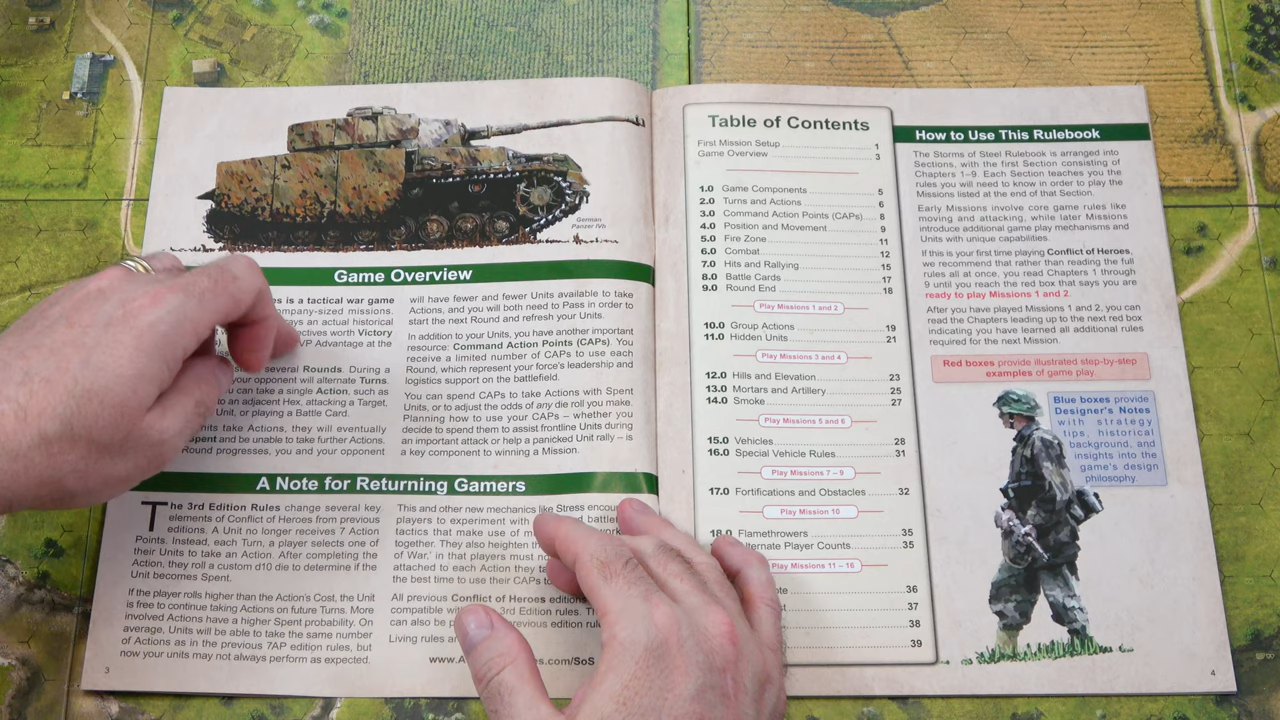 German
Panzer IVb
Game Overview
es is a tactical war game
company-sized missions.
ays an actual historical
ectives worth Victory
VP Advantage at the
several Rounds. During a
your opponent will alternate Turns.
can take a single Action, such as
to an adjacent Hex, attacking a Target,
Unit, or playing a Battle Card.
nits take Actions, they will eventually
Spent and be unable to take further Actions.
Round progresses, you and your opponent
will have fewer and fewer Units available to take
Actions, and you will both need to Pass in order to
start the next Round and refresh your Units.
In addition to your Units, you have another important
resource: Command Action Points (CAPs). You
receive a limited number of CAPs to use each
Round, which represent your force's leadership and
logistics support on the battlefield.
You can spend CAPs to take Actions with Spent
Units, or to adjust the odds of any die roll you make.
Planning how to use your CAPs – whether you
decide to spend them to assist frontline Units during
an important attack or help a panicked Unit rally – is
a key component to winning a Mission.
A Note for Returning Gamers
The 3rd Edition Rules change several key
elements of Conflict of Heroes from previous
editions. A Unit no longer receives 7 Action
Points. Instead, each Turn, a player selects one of
their Units to take an Action. After completing the
Action, they roll a custom d10 die to determine if the
Unit becomes Spent.
If the player rolls higher than the Action's Cost, the Unit
is free to continue taking Actions on future Turns. More
involved Actions have a higher Spent probability. On
average, Units will be able to take the same number
of Actions as in the previous 7AP edition rules, but
now your units may not always perform as expected.
This and other new mechanics like Stress encou
players to experiment with battle
tactics that make use of m work
together. They also heighten th
of War,' in that players must no
attached to each Action they ta
the best time to use their CAPs to
All previous Conflict of Heroes editions
compatible wit 3rd Edition rules. Th
can also be p previous edition rul
Living rules ar
www.A es.com/SoS
3
Table of Contents
First Mission Setup 1
Game Overview 3
1.0 Game Components 5
2.0 Turns and Actions 6
3.0 Command Action Points (CAPs) 8
4.0 Position and Movement 9
5.0 Fire Zone 11
6.0 Combat 12
7.0 Hits and Rallying 15
8.0 Battle Cards 17
9.0 Round End 18
Play Missions 1 and 2
10.0 Group Actions 19
11.0 Hidden Units 21
Play Missions 3 and 4
12.0 Hills and Elevation 23
13.0 Mortars and Artillery 25
14.0 Smoke 27
Play Missions 5 and 6
15.0 Vehicles 28
16.0 Special Vehicle Rules 31
Play Missions 7 – 9
17.0 Fortifications and Obstacles 32
Play Mission 10
18.0 Flamethrowers 35
lternate Player Counts 35
Play Missions 11 – 16
36
37
38
39
How to Use This Rulebook
The Storms of Steel Rulebook is arranged into
Sections, with the first Section consisting of
Chapters 1–9. Each Section teaches you the
rules you will need to know in order to play the
Missions listed at the end of that Section.
Early Missions involve core game rules like
moving and attacking, while later Missions
introduce additional game play mechanisms and
Units with unique capabilities.
If this is your first time playing Conflict of Heroes,
we recommend that rather than reading the full
rules all at once, you read Chapters 1 through
9 until you reach the red box that says you are
ready to play Missions 1 and 2.
After you have played Missions 1 and 2, you can
read the Chapters leading up to the next red box
indicating you have learned all additional rules
required for the next Mission.
Red boxes provide illustrated step-by-step
examples of game play.
Blue boxes provide
Designer's Notes
with strategy
tips, historical
background, and
insights into the
game's design
philosophy.
4